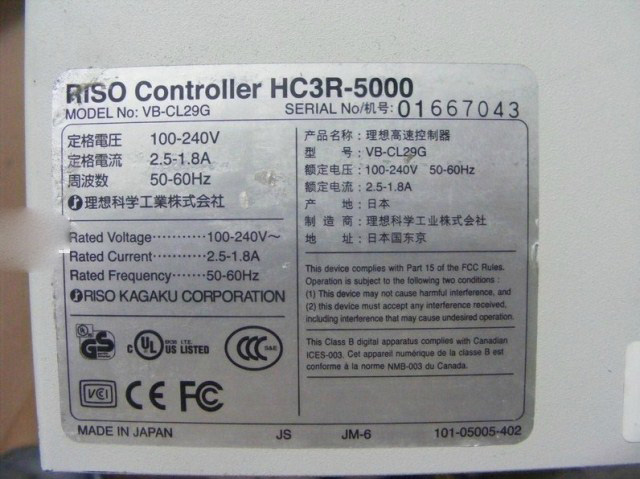 RISO Controller HC3R-5000
MODEL No: VB-CL29G
SERIAL No/机号: 01667043
定格電圧 100-240V
定格電流 2.5-1.8A
周波数 50-60Hz
理想科学工業株式会社
Rated Voltage··········100-240V~
Rated Current···········2.5-1.8A
Rated Frequency·······50-60Hz
RISO KAGAKU CORPORATION
产品名称: 理想高速控制器
型号: VB-CL29G
额定电压: 100-240V 50-60Hz
额定电流: 2.5-1.8A
产地: 日本
制造商: 理想科学工业株式会社
地址: 日本国东京
This device complies with Part 15 of the FCC Rules.
Operation is subject to the following two conditions :
(1) This device may not cause harmful interference, and
(2) this device must accept any interference received,
including interference that may cause undesired operation.
This Class B digital apparatus complies with Canadian
ICES-003. Cet appareil numérique de la classe B est
conforme à la norme NMB-003 du Canada.
GS
C UL US LISTED
CCC S&E
VCI CE FC
MADE IN JAPAN JS JM-6 101-05005-402